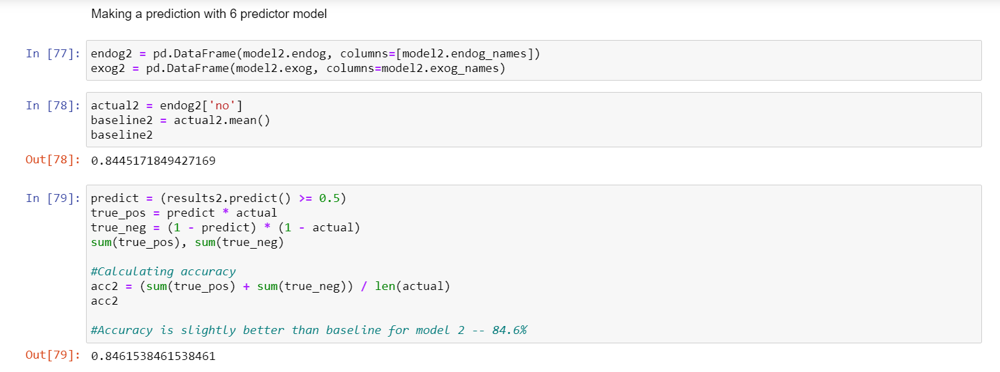 Making a prediction with 6 predictor model
In [77]: endog2 = pd.DataFrame(model2.endog, columns=[model2.endog_names])
exog2 = pd.DataFrame(model2.exog, columns=model2.exog_names)
In [78]: actual2 = endog2['no']
baseline2 = actual2.mean()
baseline2
Out[78]: 0.8445171849427169
In [79]: predict = (results2.predict() >= 0.5)
true_pos = predict * actual
true_neg = (1 - predict) * (1 - actual)
sum(true_pos), sum(true_neg)
#Calculating accuracy
acc2 = (sum(true_pos) + sum(true_neg)) / len(actual)
acc2
#Accuracy is slightly better than baseline for model 2 -- 84.6%
Out[79]: 0.8461538461538461